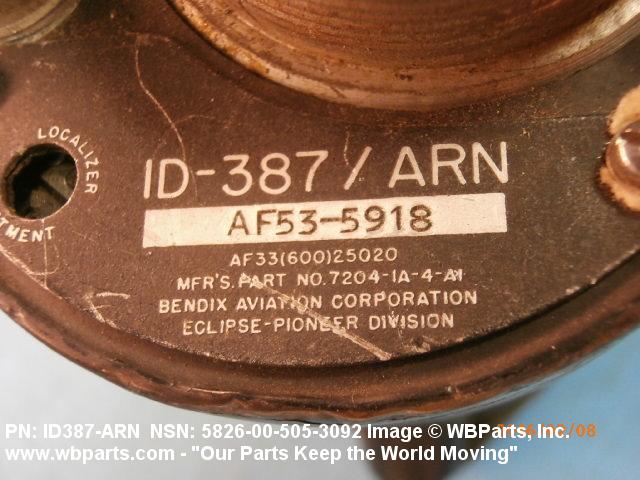 LOCALIZER
ID-387 / ARN
AF53-5918
AF33(600)25020
MFR'S. PART NO. 7204-1A-4-A1
BENDIX AVIATION CORPORATION
ECLIPSE-PIONEER DIVISION
PN: ID387-ARN NSN: 5826-00-505-3092 Image © WBParts, Inc.
www.wbparts.com - "Our Parts Keep the World Moving"